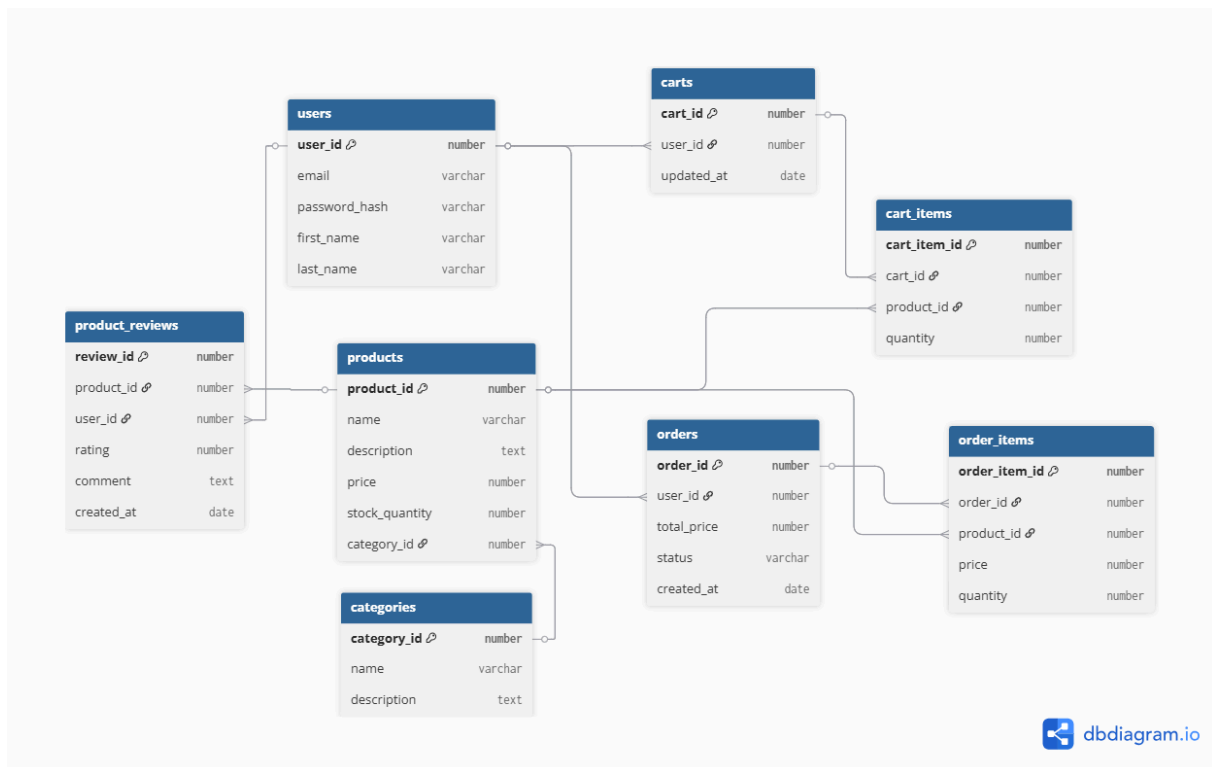 users
user_id number
email varchar
password_hash varchar
first_name varchar
last_name varchar
carts
cart_id number
user_id number
updated_at date
cart_items
cart_item_id number
cart_id number
product_id number
quantity number
product_reviews
review_id number
product_id number
user_id number
rating number
comment text
created_at date
products
product_id number
name varchar
description text
price number
stock_quantity number
category_id number
orders
order_id number
user_id number
total_price number
status varchar
created_at date
order_items
order_item_id number
order_id number
product_id number
price number
quantity number
categories
category_id number
name varchar
description text
dbdiagram.io